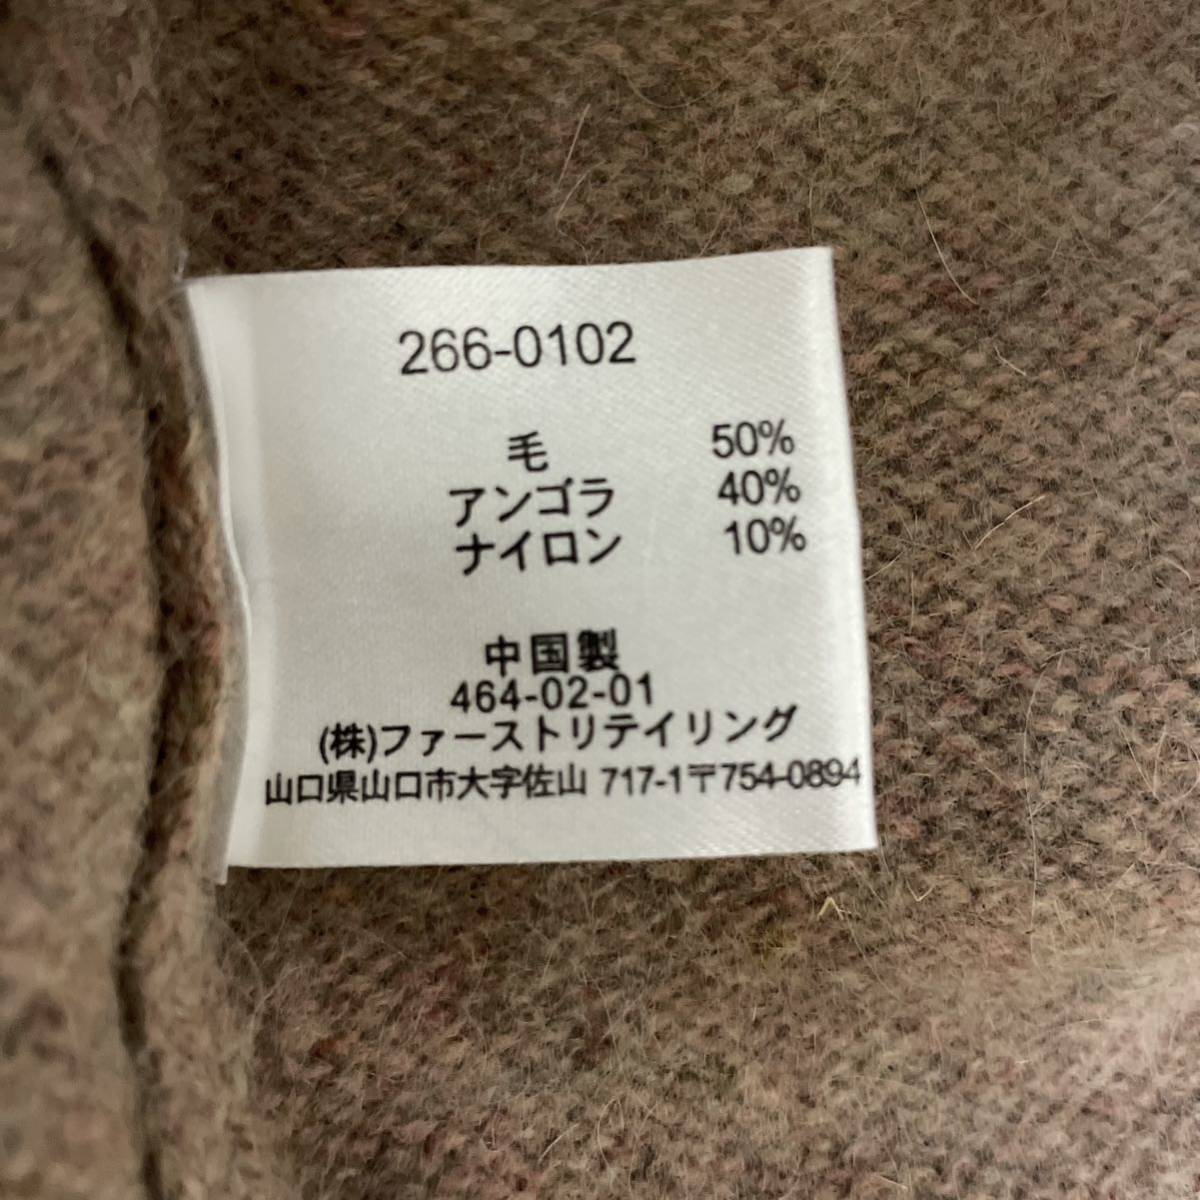 266-0102
毛 50%
アンゴラ 40%
ナイロン 10%
中国製
464-02-01
(株)ファーストリテイリング
山口県山口市大字佐山 717-1〒754-0894